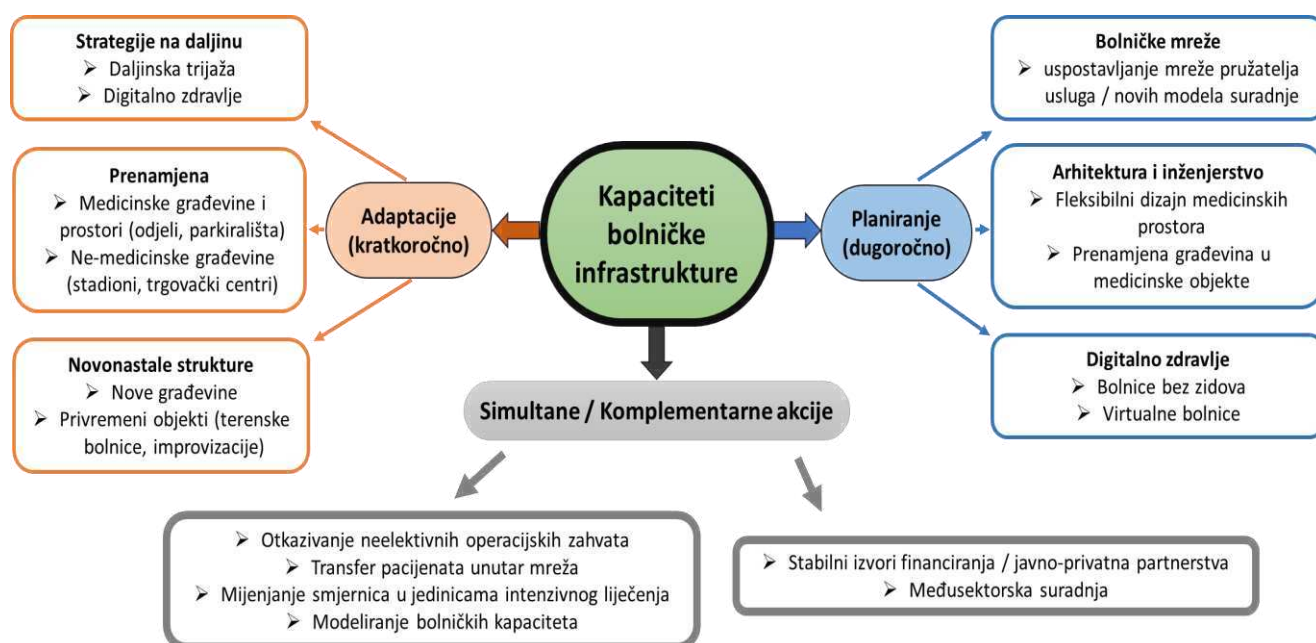 Strategije na daljinu
➢ Daljinska trijaža
➢ Digitalno zdravlje
Prenamjena
➢ Medicinske građevine i
prostori (odjeli, parkirališta)
➢ Ne-medicinske građevine
(stadioni, trgovački centri)
Novonastale strukture
➢ Nove građevine
➢ Privremeni objekti (terenske
bolnice, improvizacije)
Adaptacije
(kratkoročno)
Kapaciteti
bolničke
infrastrukture
Planiranje
(dugoročno)
Bolničke mreže
➢ uspostavljanje mreže pružatelja
usluga / novih modela suradnje
Arhitektura i inženjerstvo
➢ Fleksibilni dizajn medicinskih
prostora
➢ Prenamjena građevina u
medicinske objekte
Digitalno zdravlje
➢ Bolnice bez zidova
➢ Virtualne bolnice
Simultane / Komplementarne akcije
➢ Otkazivanje neelektivnih operacijskih zahvata
➢ Transfer pacijenata unutar mreža
➢ Mijenjanje smjernica u jedinicama intenzivnog liječenja
➢ Modeliranje bolničkih kapaciteta
➢ Stabilni izvori financiranja / javno-privatna partnerstva
➢ Međusektorska suradnja